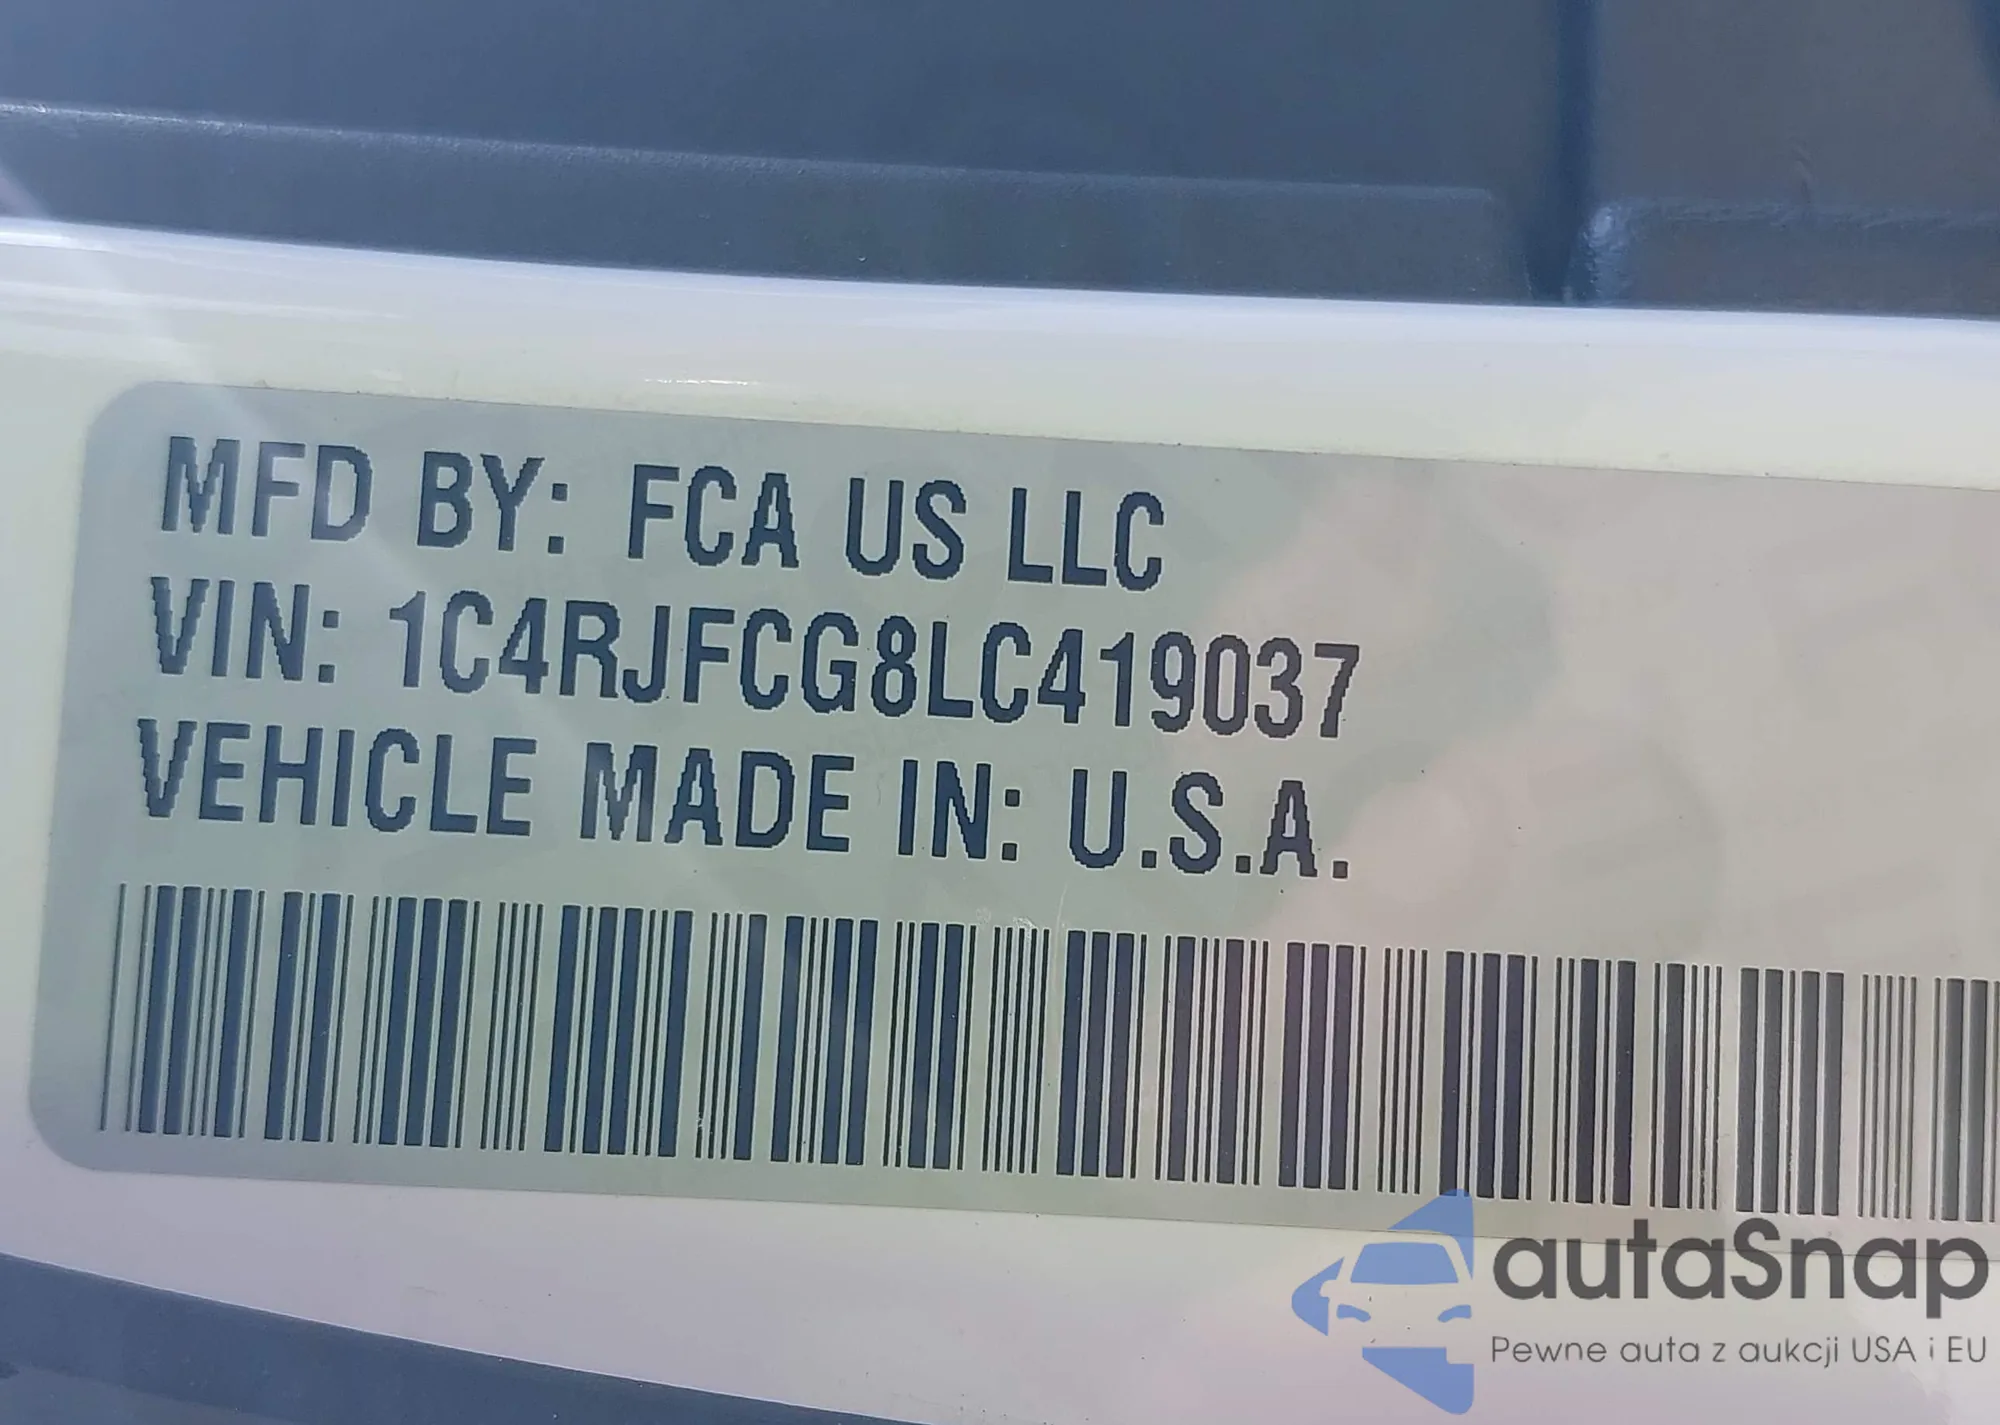 MFD BY: FCA US LLC
VIN: 1C4RJFCG8LC419037
VEHICLE MADE IN: U.S.A.
autaSnap
Pewne auta z aukcji USA i EU